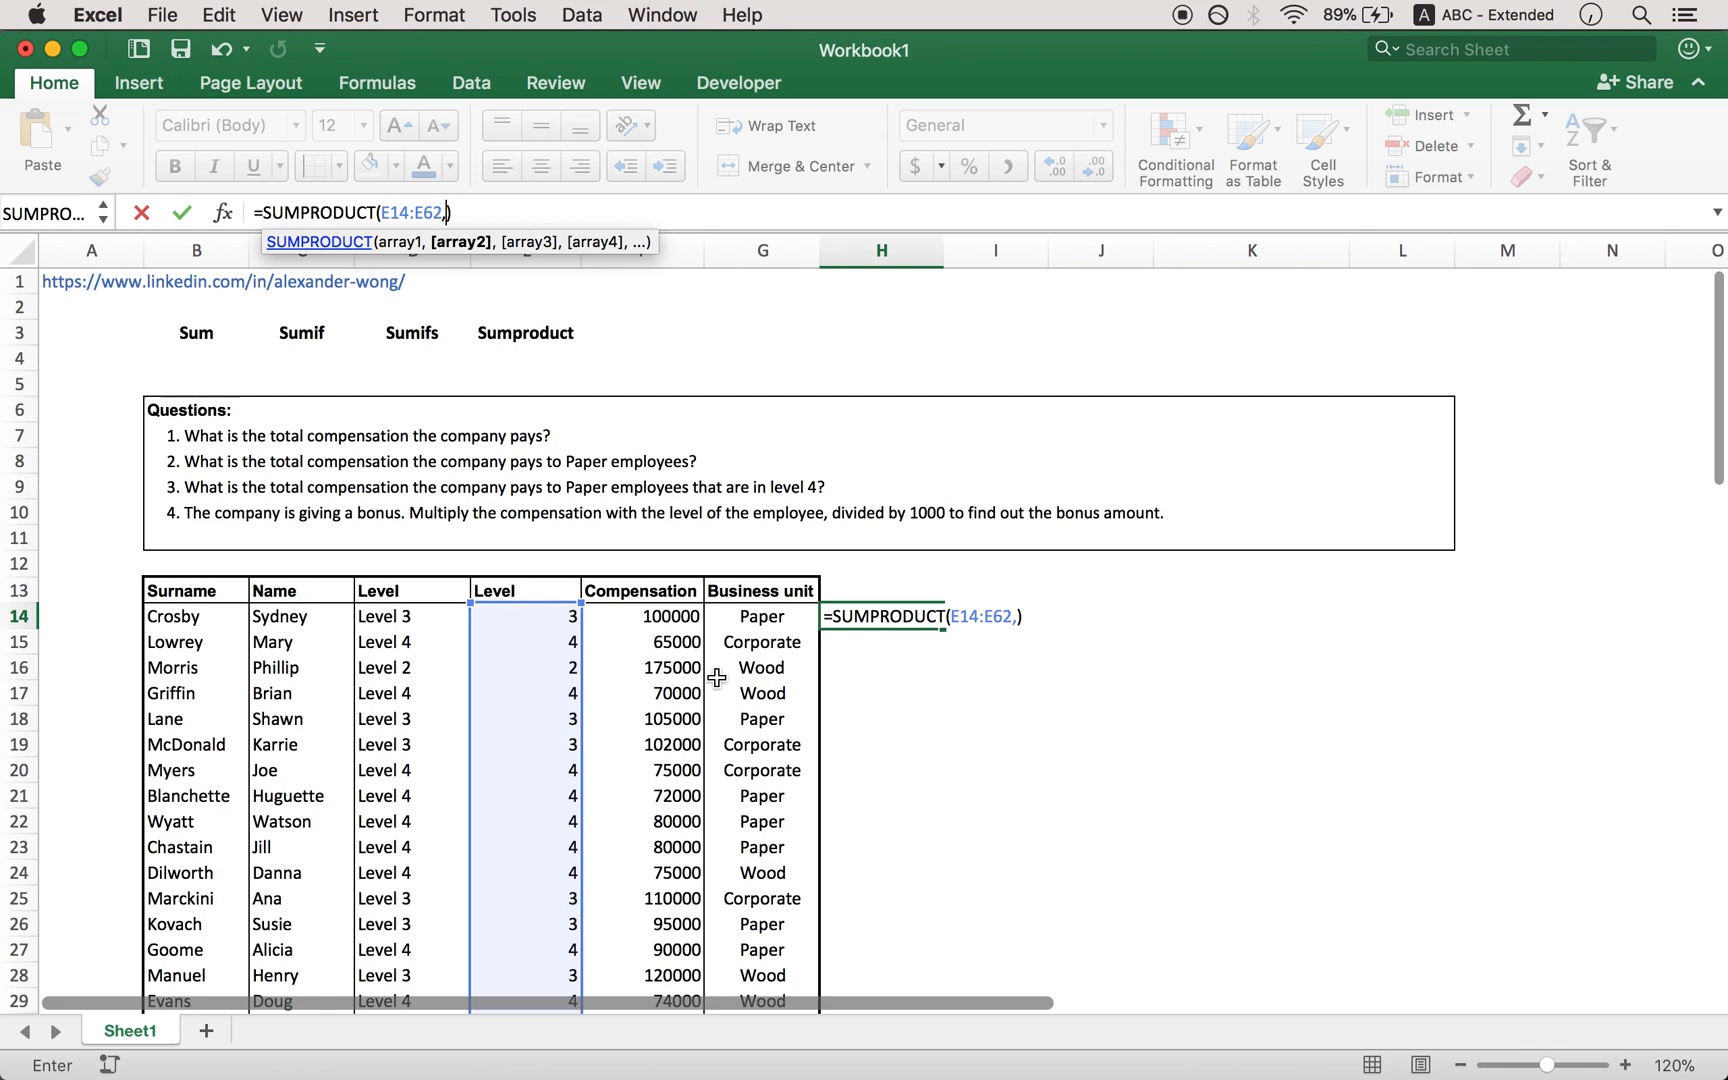 Excel File Edit View Insert Format Tools Data Window Help 89% A ABC - Extended
Workbook1
Search Sheet
Home Insert Page Layout Formulas Data Review View Developer Share
Paste
Calibri (Body) 12 A A
B I U A
Wrap Text
Merge & Center
General
$ % .0 .00 .00 .0
Conditional Formatting
Format as Table
Cell Styles
Insert
Delete
Format
Sort & Filter
SUMPRO... fx =SUMPRODUCT(E14:E62,)
SUMPRODUCT(array1, [array2], [array3], [array4], ...)
A B G H I J K L M N O
1 https://www.linkedin.com/in/alexander-wong/
2
3 Sum Sumif Sumifs Sumproduct
4
5
6 Questions:
7 1. What is the total compensation the company pays?
8 2. What is the total compensation the company pays to Paper employees?
9 3. What is the total compensation the company pays to Paper employees that are in level 4?
10 4. The company is giving a bonus. Multiply the compensation with the level of the employee, divided by 1000 to find out the bonus amount.
11
12
13 Surname Name Level Level Compensation Business unit
14 Crosby Sydney Level 3 3 100000 Paper =SUMPRODUCT(E14:E62,)
15 Lowrey Mary Level 4 4 65000 Corporate
16 Morris Phillip Level 2 2 175000 Wood
17 Griffin Brian Level 4 4 70000 Wood
18 Lane Shawn Level 3 3 105000 Paper
19 McDonald Karrie Level 3 3 102000 Corporate
20 Myers Joe Level 4 4 75000 Corporate
21 Blanchette Huguette Level 4 4 72000 Paper
22 Wyatt Watson Level 4 4 80000 Paper
23 Chastain Jill Level 4 4 80000 Paper
24 Dilworth Danna Level 4 4 75000 Wood
25 Marckini Ana Level 3 3 110000 Corporate
26 Kovach Susie Level 3 3 95000 Paper
27 Goome Alicia Level 4 4 90000 Paper
28 Manuel Henry Level 3 3 120000 Wood
29 Evans Doug Level 4 4 74000 Wood
Sheet1 +
Enter 120%